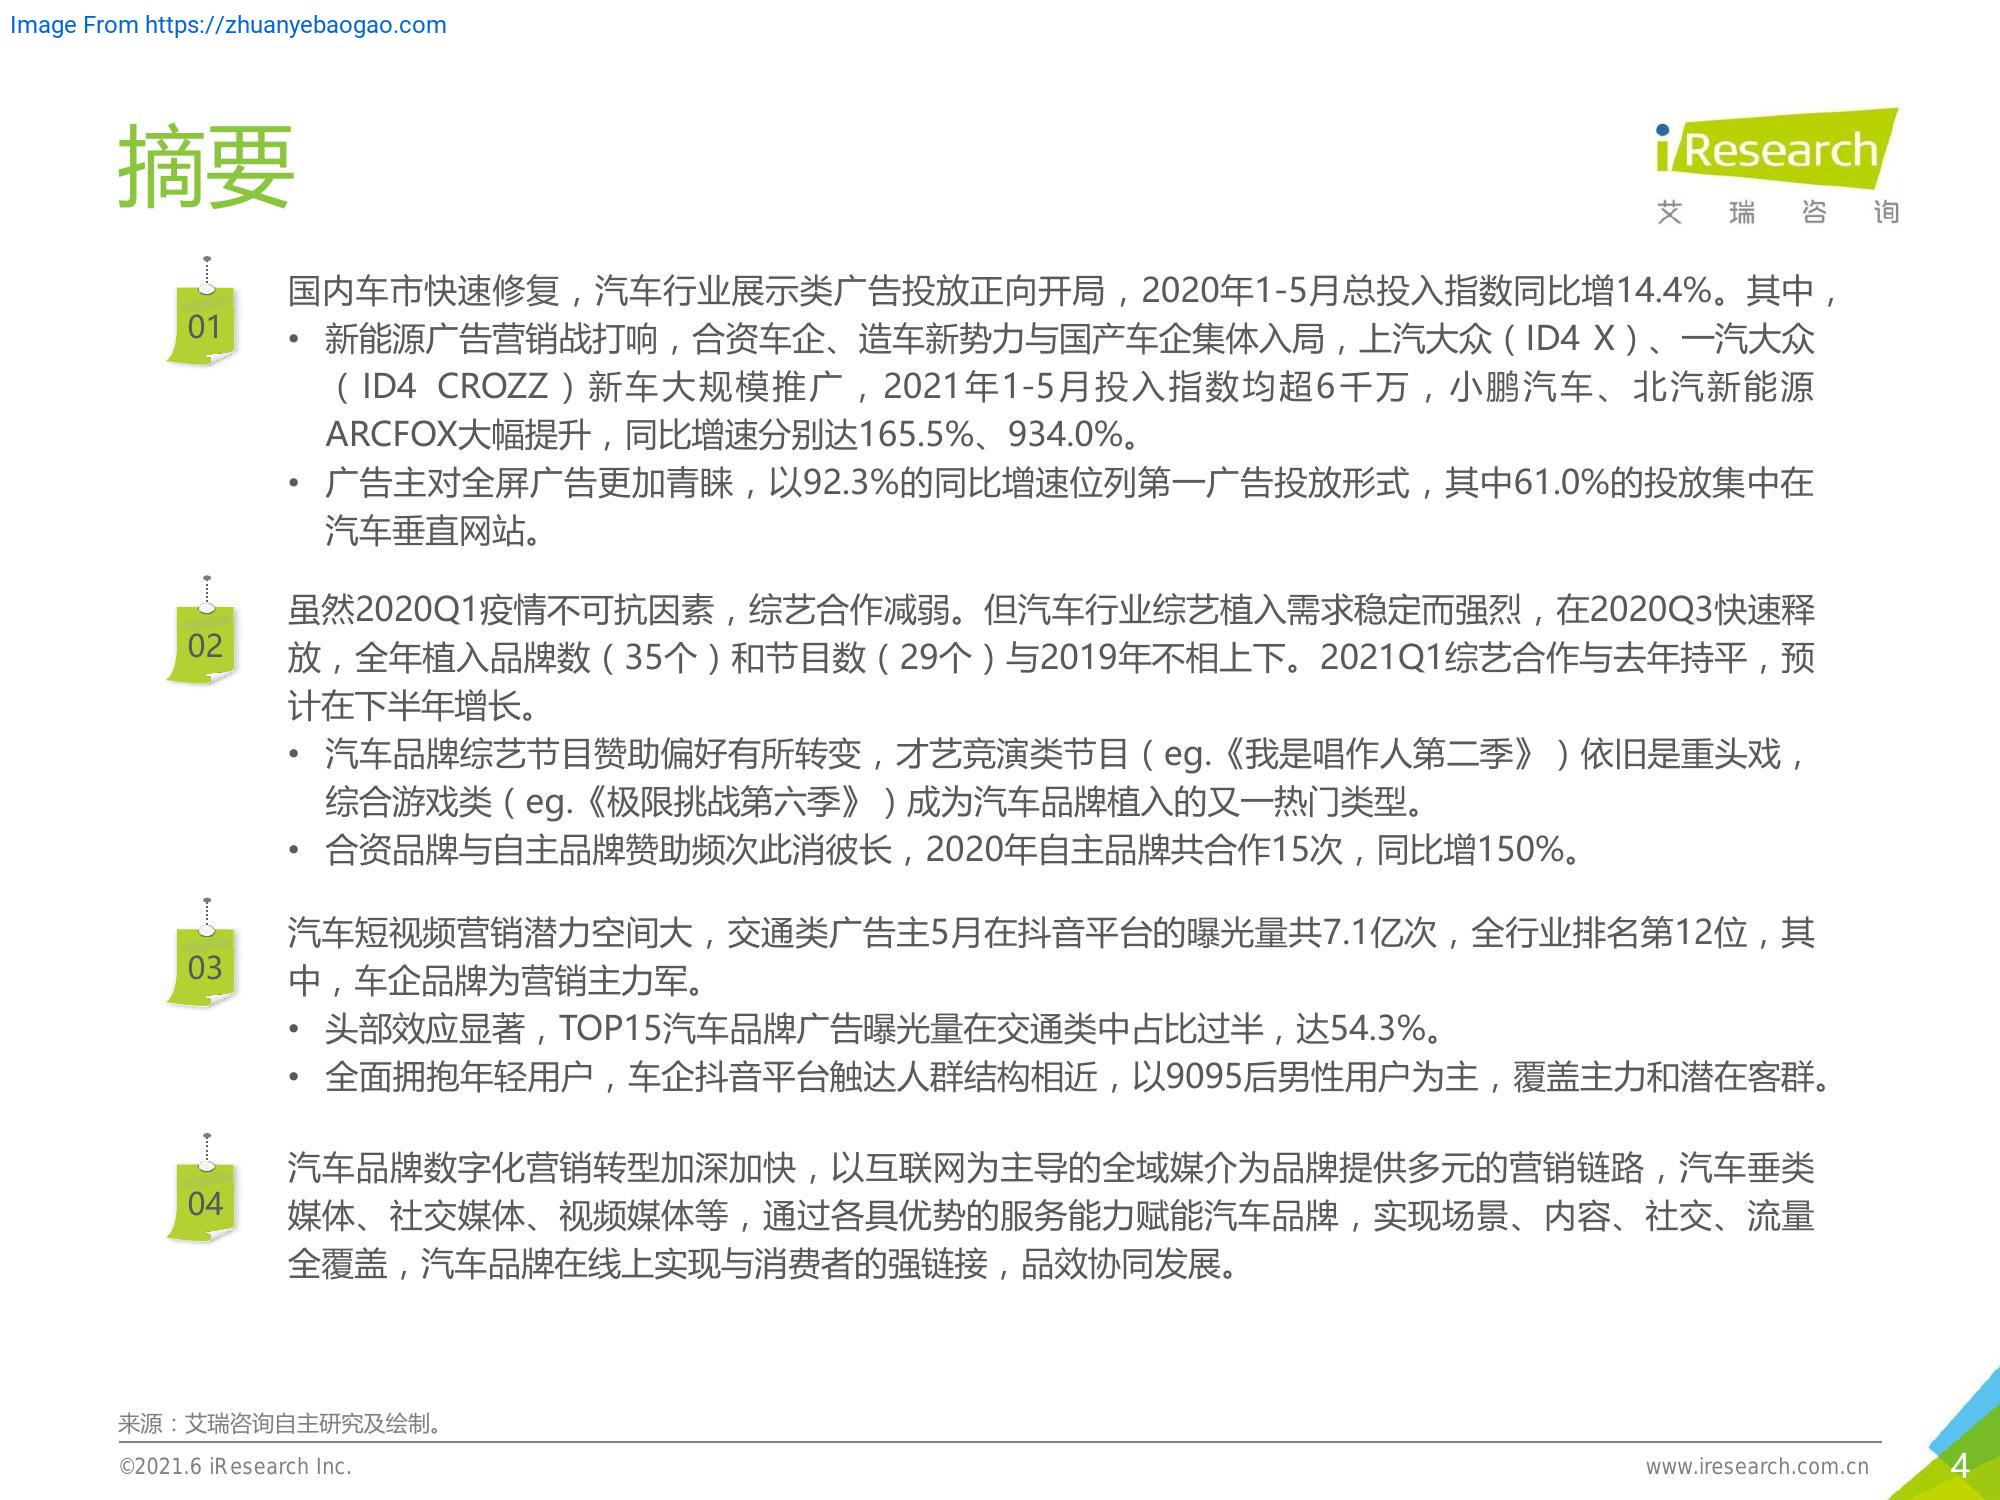 Image From https://zhuanyebaogao.com
摘要
iResearch
艾瑞咨询
01
国内车市快速修复，汽车行业展示类广告投放正向开局，2020年1-5月总投入指数同比增14.4%。其中，
• 新能源广告营销战打响，合资车企、造车新势力与国产车企集体入局，上汽大众（ID4 X）、一汽大众
（ID4 CROZZ）新车大规模推广，2021年1-5月投入指数均超6千万，小鹏汽车、北汽新能源
ARCFOX大幅提升，同比增速分别达165.5%、934.0%。
• 广告主对全屏广告更加青睐，以92.3%的同比增速位列第一广告投放形式，其中61.0%的投放集中在
汽车垂直网站。
02
虽然2020Q1疫情不可抗因素，综艺合作减弱。但汽车行业综艺植入需求稳定而强烈，在2020Q3快速释
放，全年植入品牌数（35个）和节目数（29个）与2019年不相上下。2021Q1综艺合作与去年持平，预
计在下半年增长。
• 汽车品牌综艺节目赞助偏好有所转变，才艺竞演类节目（eg.《我是唱作人第二季》）依旧是重头戏，
综合游戏类（eg.《极限挑战第六季》）成为汽车品牌植入的又一热门类型。
• 合资品牌与自主品牌赞助频次此消彼长，2020年自主品牌共合作15次，同比增150%。
03
汽车短视频营销潜力空间大，交通类广告主5月在抖音平台的曝光量共7.1亿次，全行业排名第12位，其
中，车企品牌为营销主力军。
• 头部效应显著，TOP15汽车品牌广告曝光量在交通类中占比过半，达54.3%。
• 全面拥抱年轻用户，车企抖音平台触达人群结构相近，以9095后男性用户为主，覆盖主力和潜在客群。
04
汽车品牌数字化营销转型加深加快，以互联网为主导的全域媒介为品牌提供多元的营销链路，汽车垂类
媒体、社交媒体、视频媒体等，通过各具优势的服务能力赋能汽车品牌，实现场景、内容、社交、流量
全覆盖，汽车品牌在线上实现与消费者的强链接，品效协同发展。
来源：艾瑞咨询自主研究及绘制。
©2021.6 iResearch Inc.
www.iresearch.com.cn
4